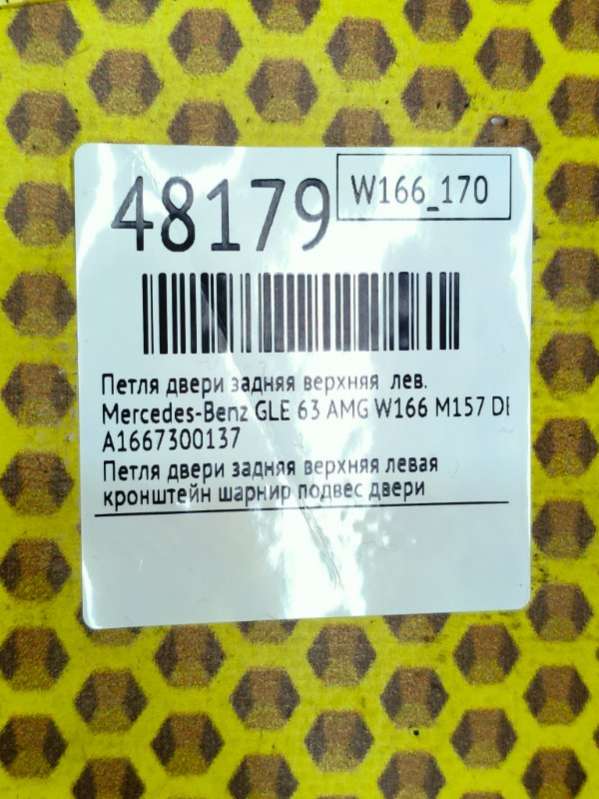 48179
W166_170
Петля двери задняя верхняя лев.
Mercedes-Benz GLE 63 AMG W166 M157 DE
A1667300137
Петля двери задняя верхняя левая
кронштейн шарнир подвес двери